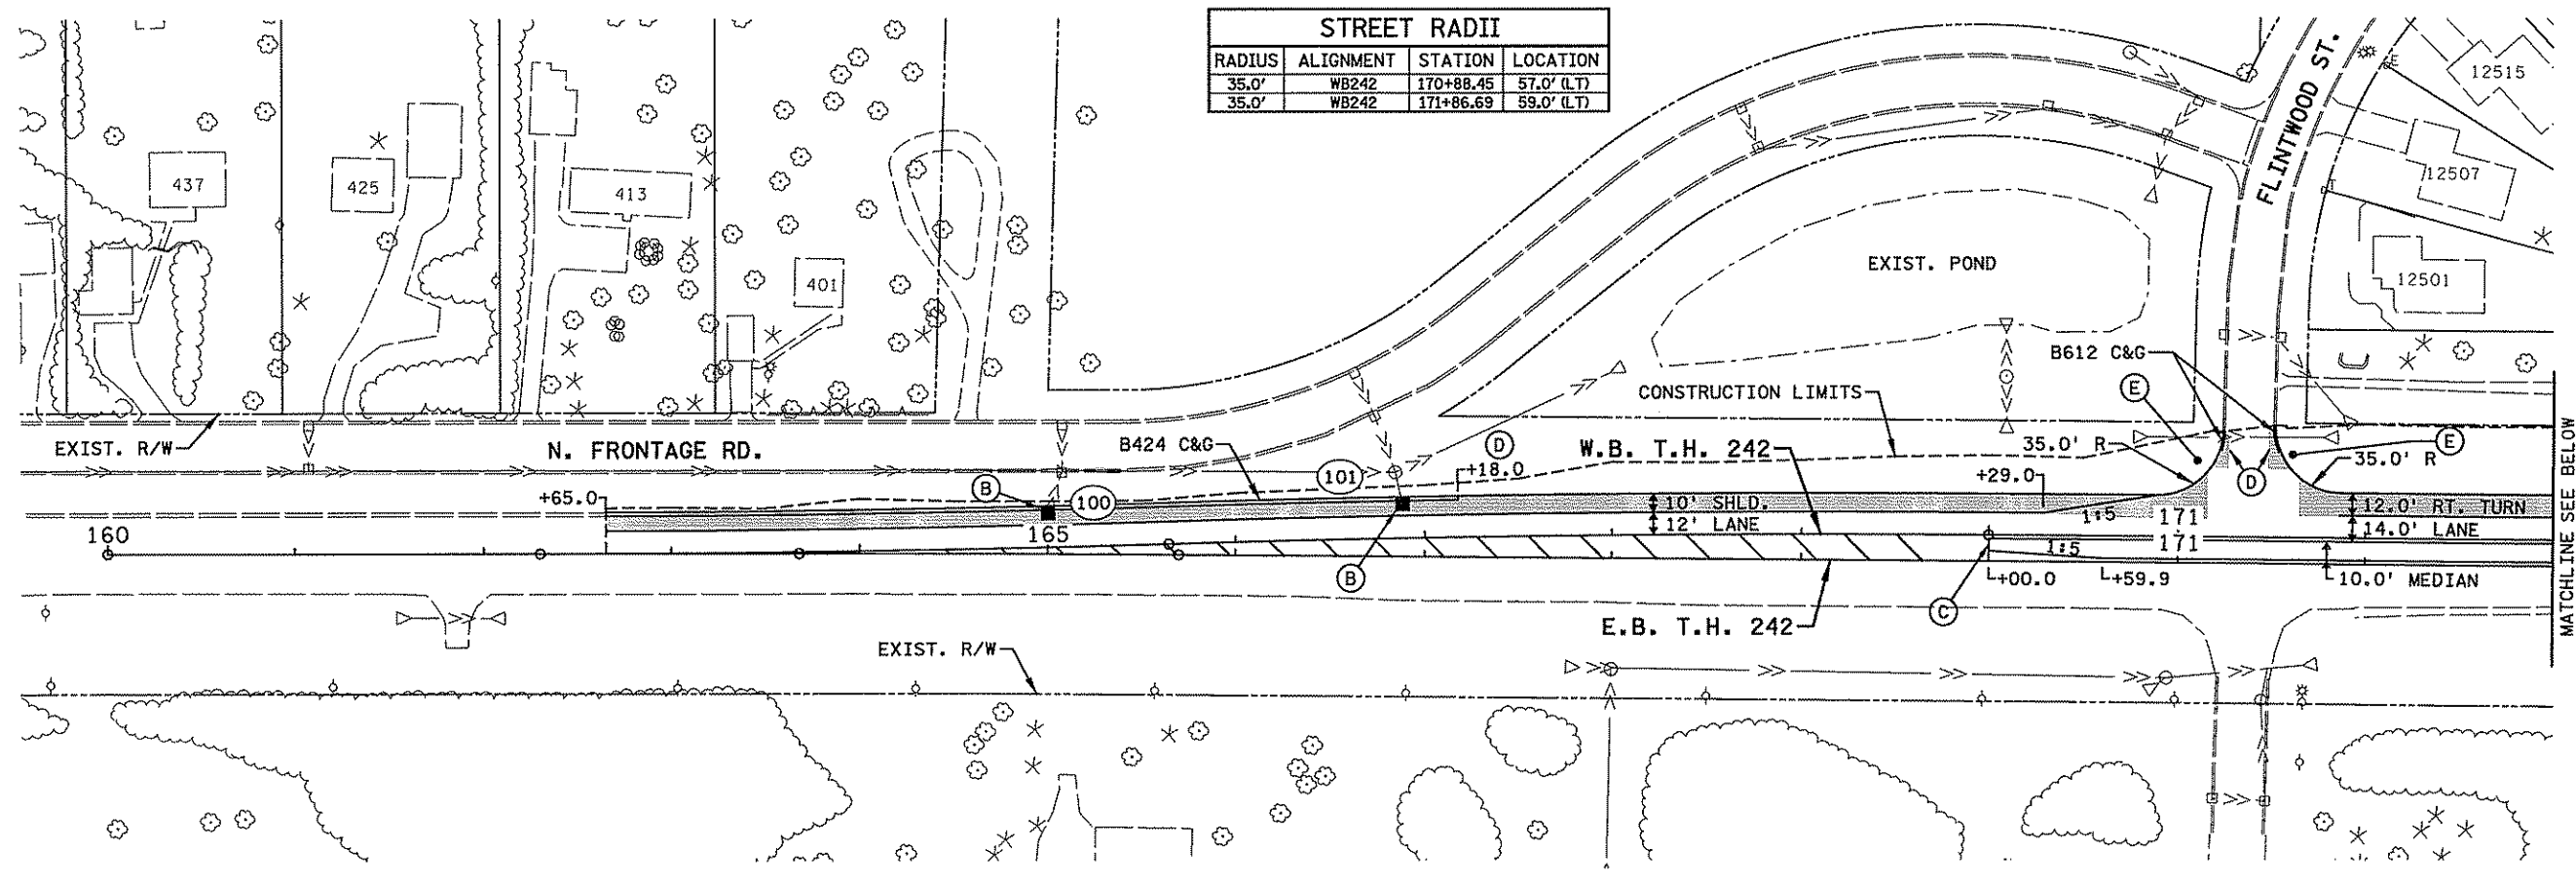 STREET RADII
RADIUS ALIGNMENT STATION LOCATION
35.0' WB242 170+88.45 57.0' (LT)
35.0' WB242 171+86.69 59.0' (LT)
FLINTWOOD ST.
12515
12507
12501
E
T
437
425
413
401
EXIST. POND
B612 C&G
CONSTRUCTION LIMITS
E
EXIST. R/W
N. FRONTAGE RD.
B424 C&G
D
W.B. T.H. 242
35.0' R
E
35.0' R
D
+65.0
B
100
101
+18.0
+29.0
10' SHLD.
12' LANE
1:5
171
12.0' RT. TURN
14.0' LANE
160
165
171
1:5
B
+00.0
+59.9
10.0' MEDIAN
C
E.B. T.H. 242
EXIST. R/W
MATCHLINE SEE BELOW